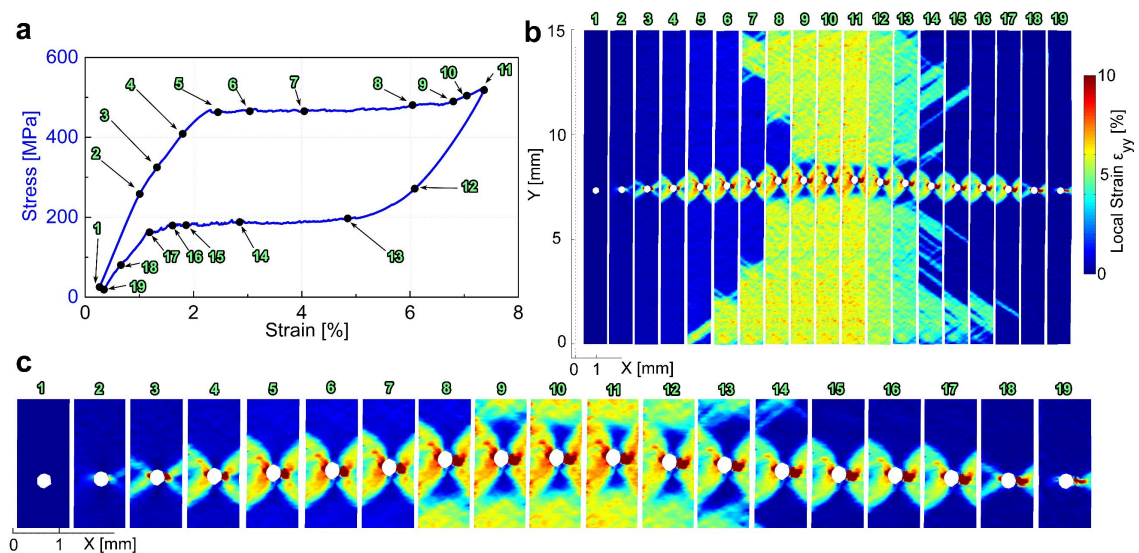 a
600
400
200
0
Stress [MPa]
0 2 4 6 8
Strain [%]
1 2 3 4 5 6 7 8 9 10 11
12 13 14 15 16 17 18 19
b
1 2 3 4 5 6 7 8 9 10 11 12 13 14 15 16 17 18 19
15
10
5
0
Y [mm]
0 1 X [mm]
10
5
0
Local Strain εyy [%]
c
1 2 3 4 5 6 7 8 9 10 11 12 13 14 15 16 17 18 19
0 1 X [mm]